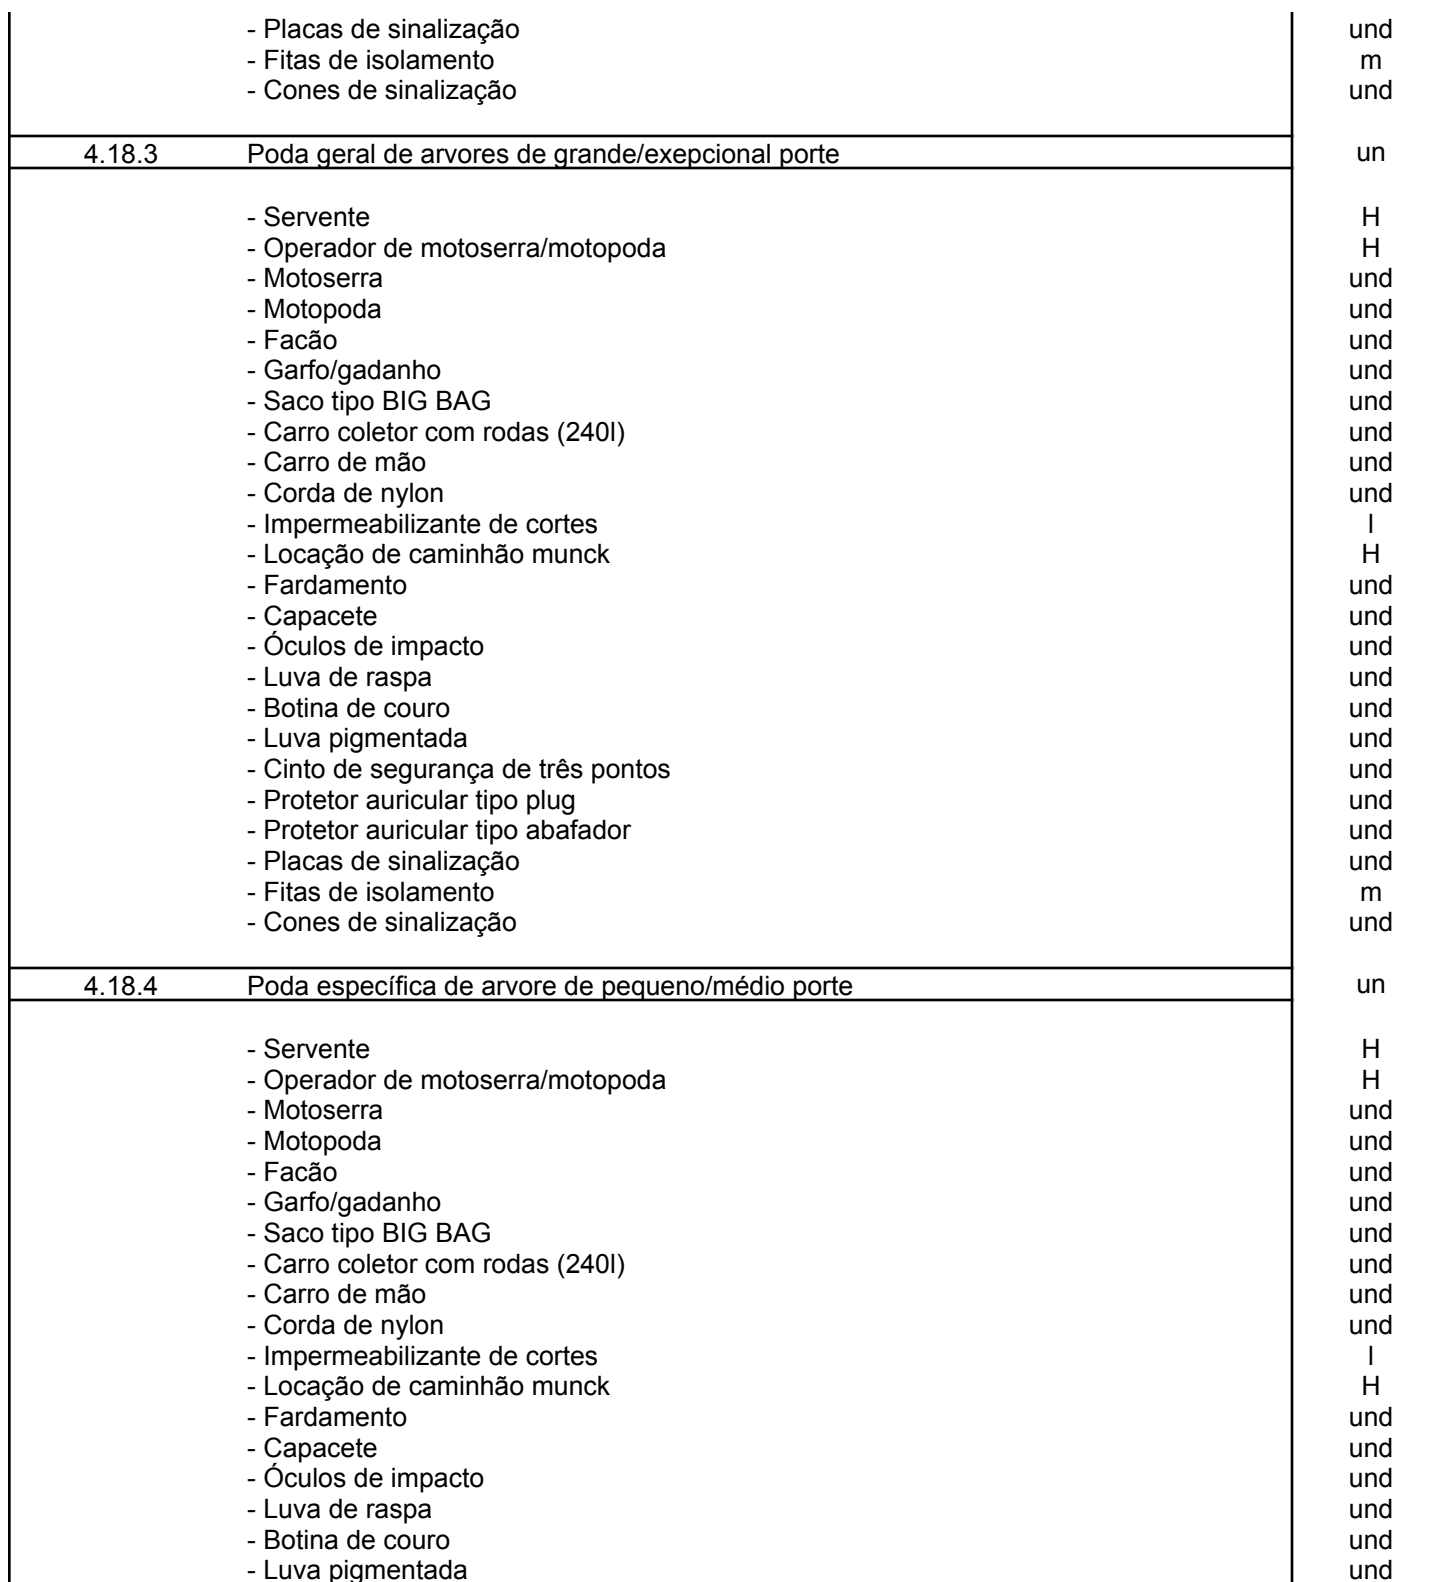 - Placas de sinalização und
- Fitas de isolamento m
- Cones de sinalização und
4.18.3 Poda geral de arvores de grande/exepcional porte un
- Servente H
- Operador de motoserra/motopoda H
- Motoserra und
- Motopoda und
- Facão und
- Garfo/gadanho und
- Saco tipo BIG BAG und
- Carro coletor com rodas (240l) und
- Carro de mão und
- Corda de nylon und
- Impermeabilizante de cortes l
- Locação de caminhão munck H
- Fardamento und
- Capacete und
- Óculos de impacto und
- Luva de raspa und
- Botina de couro und
- Luva pigmentada und
- Cinto de segurança de três pontos und
- Protetor auricular tipo plug und
- Protetor auricular tipo abafador und
- Placas de sinalização und
- Fitas de isolamento m
- Cones de sinalização und
4.18.4 Poda específica de arvore de pequeno/médio porte un
- Servente H
- Operador de motoserra/motopoda H
- Motoserra und
- Motopoda und
- Facão und
- Garfo/gadanho und
- Saco tipo BIG BAG und
- Carro coletor com rodas (240l) und
- Carro de mão und
- Corda de nylon und
- Impermeabilizante de cortes l
- Locação de caminhão munck H
- Fardamento und
- Capacete und
- Óculos de impacto und
- Luva de raspa und
- Botina de couro und
- Luva pigmentada und